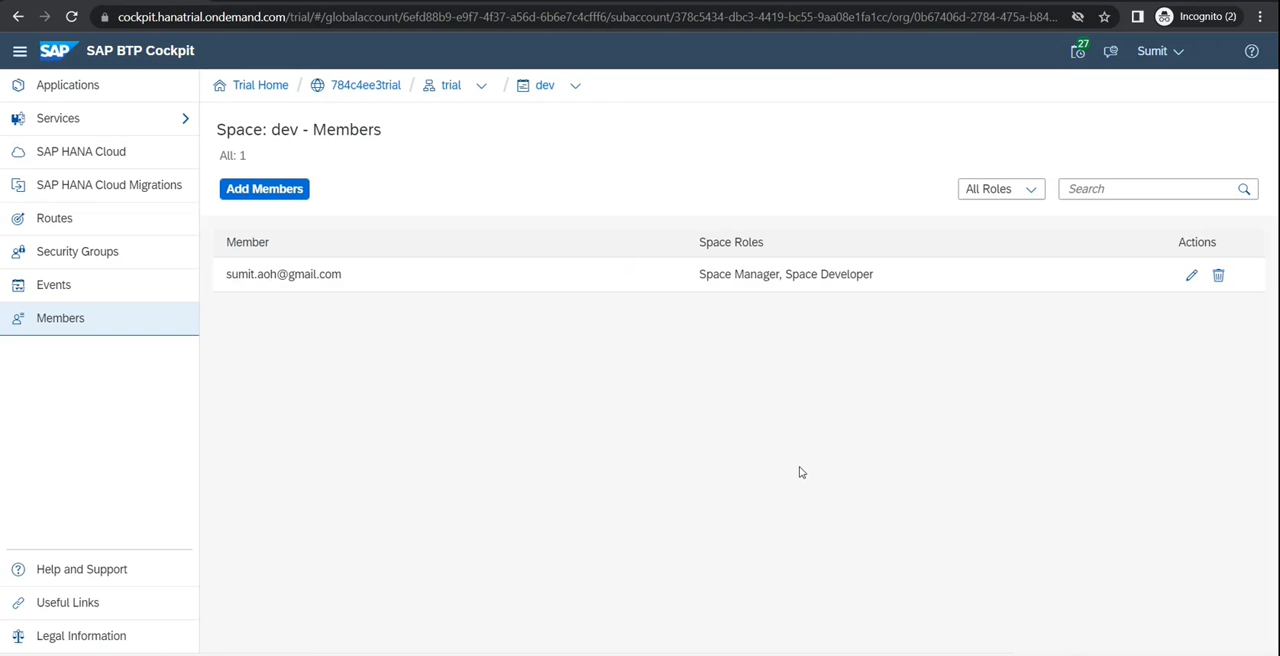 cockpit.hanatrial.ondemand.com/trial/#/globalaccount/6efd88b9-e9f7-4f37-a56d-6b6e7c4cfff6/subaccount/378c5434-dbc3-4419-bc55-9aa08e1fa1cc/org/0b67406d-2784-475a-b84...
Incognito (2)
SAP SAP BTP Cockpit
27
Sumit
Applications
Services
SAP HANA Cloud
SAP HANA Cloud Migrations
Routes
Security Groups
Events
Members
Help and Support
Useful Links
Legal Information
Trial Home / 784c4ee3trial / trial / dev
Space: dev - Members
All: 1
Add Members
All Roles
Search
Member Space Roles Actions
sumit.aoh@gmail.com Space Manager, Space Developer